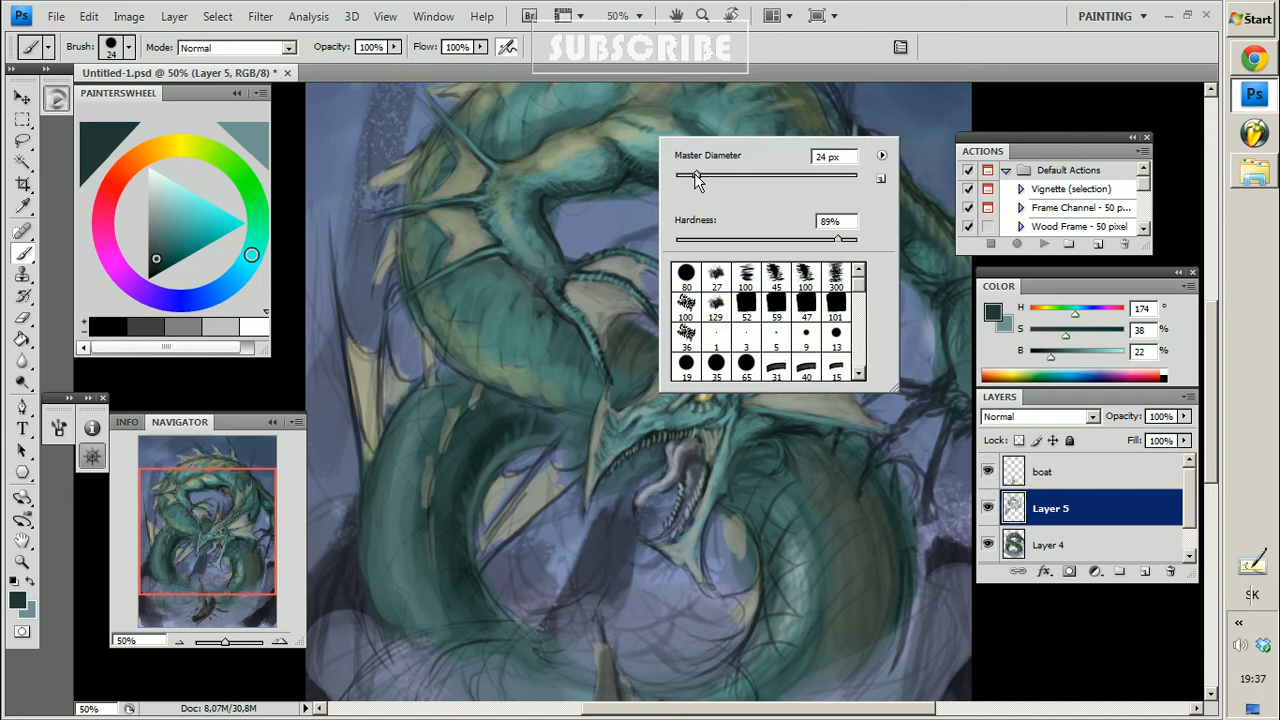 File Edit Image Layer Select Filter Analysis 3D View Window Help Br 50% PAINTING
Štart
Brush: 24 Mode: Normal Opacity: 100% Flow: 100%
SUBSCRIBE
Untitled-1.psd @ 50% (Layer 5, RGB/8) *
PAINTERSWHEEL
Master Diameter 24 px
Hardness: 89%
80 27 100 45 100 300
100 129 52 59 47 101
36 1 3 5 9 13
19 35 65 31 40 15
ACTIONS
Default Actions
Vignette (selection)
Frame Channel - 50 p...
Wood Frame - 50 pixel
COLOR
H 174 °
S 38 %
B 22 %
LAYERS
Normal Opacity: 100%
Lock: Fill: 100%
boat
Layer 5
Layer 4
INFO NAVIGATOR
50%
50% Doc: 8,07M/30,8M
Ps
Ps
SK
19:37